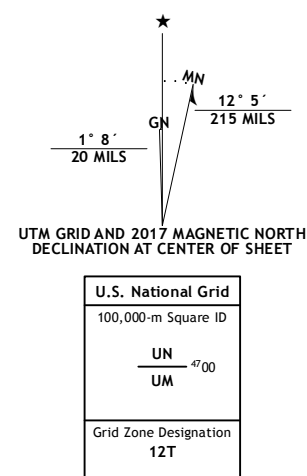 ★
MN
GN
12° 5´
215 MILS
1° 8´
20 MILS
UTM GRID AND 2017 MAGNETIC NORTH
DECLINATION AT CENTER OF SHEET
U.S. National Grid
100,000-m Square ID
UN
4700
UM
Grid Zone Designation
12T